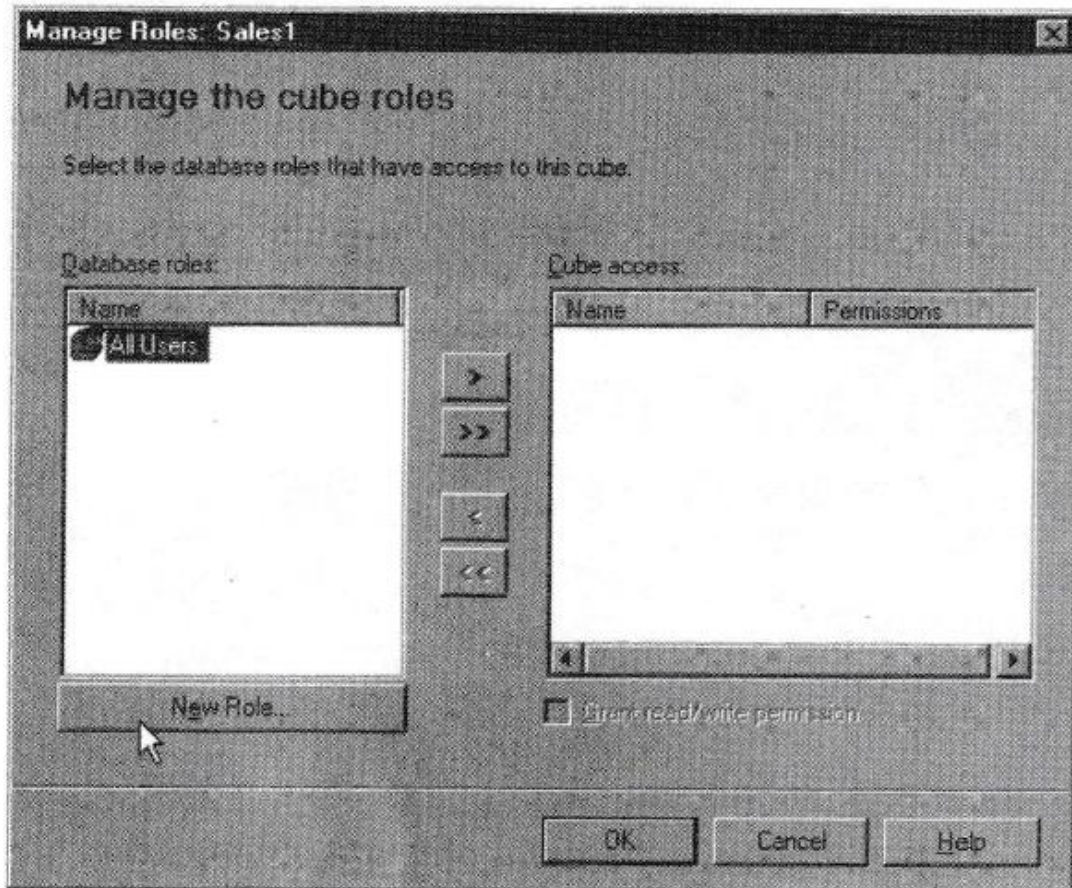 Manage Roles: Sales1
Manage the cube roles
Select the database roles that have access to this cube.
Database roles:
Cube access:
Name
Name
Permissions
All Users
>
>>
<
<<
New Role...
Grant read/write permission
OK
Cancel
Help